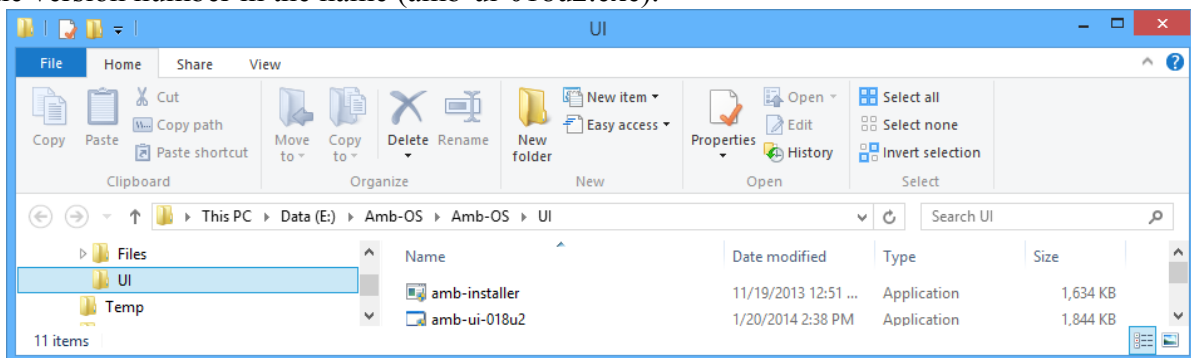 UI
File Home Share View
Copy Paste Cut Copy path Paste shortcut
Move to Copy to Delete Rename
New folder New item Easy access
Properties Open Edit History
Select all Select none Invert selection
Clipboard Organize New Open Select
This PC Data (E:) Amb-OS Amb-OS UI Search UI
Files Name Date modified Type Size
UI amb-installer 11/19/2013 12:51 ... Application 1,634 KB
Temp amb-ui-018u2 1/20/2014 2:38 PM Application 1,844 KB
11 items